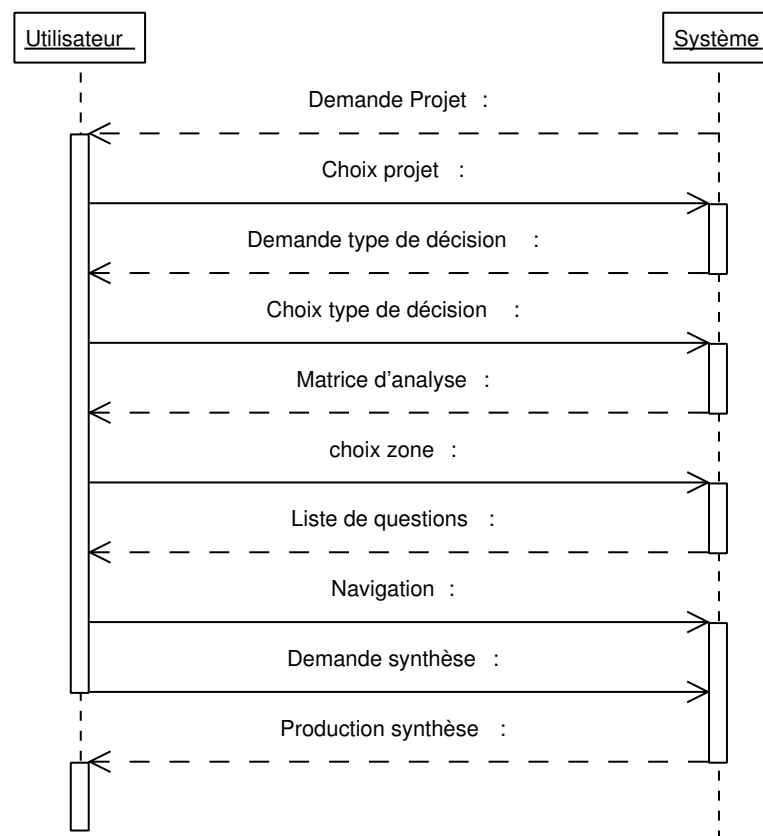 Utilisateur
Système
Demande Projet :
Choix projet :
Demande type de décision :
Choix type de décision :
Matrice d'analyse :
choix zone :
Liste de questions :
Navigation :
Demande synthèse :
Production synthèse :